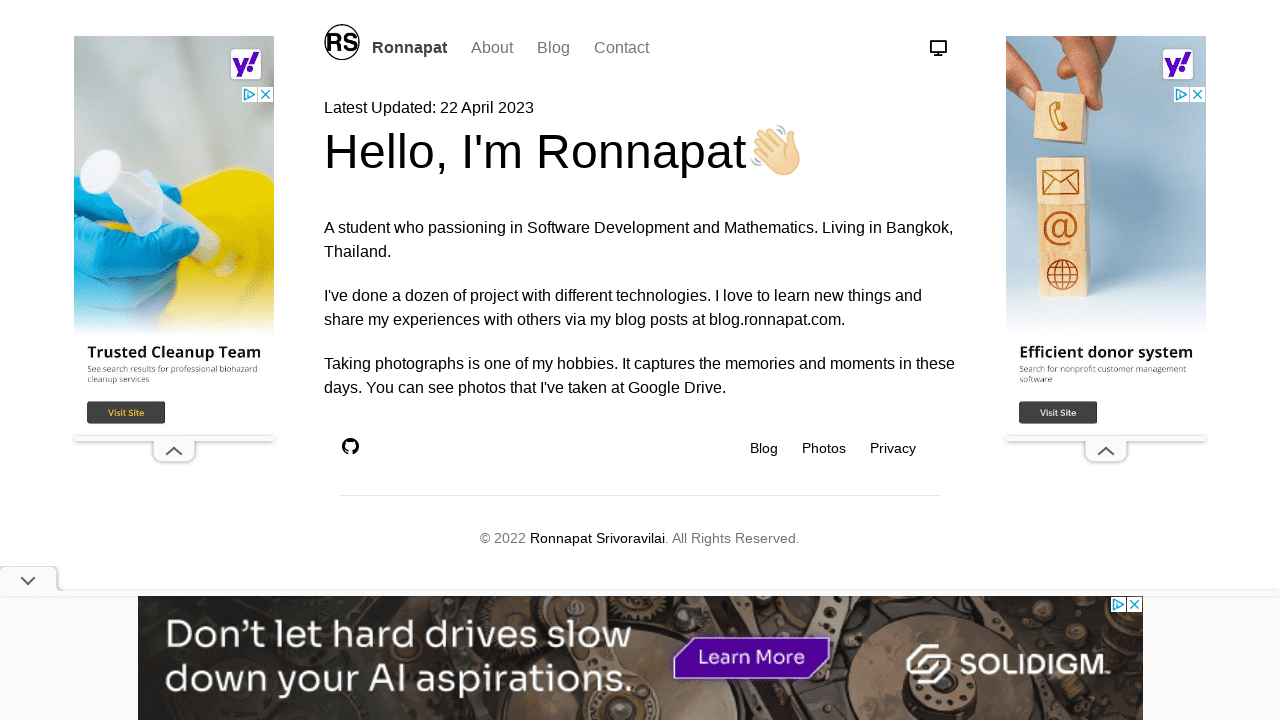 RS
Ronnapat
About
Blog
Contact
Latest Updated: 22 April 2023
Hello, I'm Ronnapat
A student who passioning in Software Development and Mathematics. Living in Bangkok,
Thailand.
I've done a dozen of project with different technologies. I love to learn new things and
share my experiences with others via my blog posts at blog.ronnapat.com.
Taking photographs is one of my hobbies. It captures the memories and moments in these
days. You can see photos that I've taken at Google Drive.
Blog
Photos
Privacy
© 2022 Ronnapat Srivoravilai. All Rights Reserved.
y!
Trusted Cleanup Team
See search results for professional biohazard
cleanup services
Visit Site
y!
@
Efficient donor system
Search for nonprofit customer management
software
Visit Site
Don't let hard drives slow
down your AI aspirations.
Learn More
SOLIDIGM